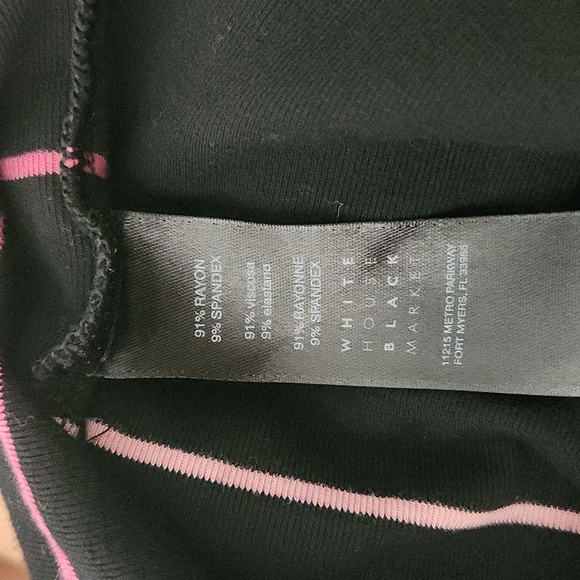 91% RAYON
9% SPANDEX
91% viscosa
9% elastano
91% RAYONNE
9% SPANDEX
WHITE
HOUSE
BLACK
MARKET
11215 METRO PARKWAY
FORT MYERS, FL 33966